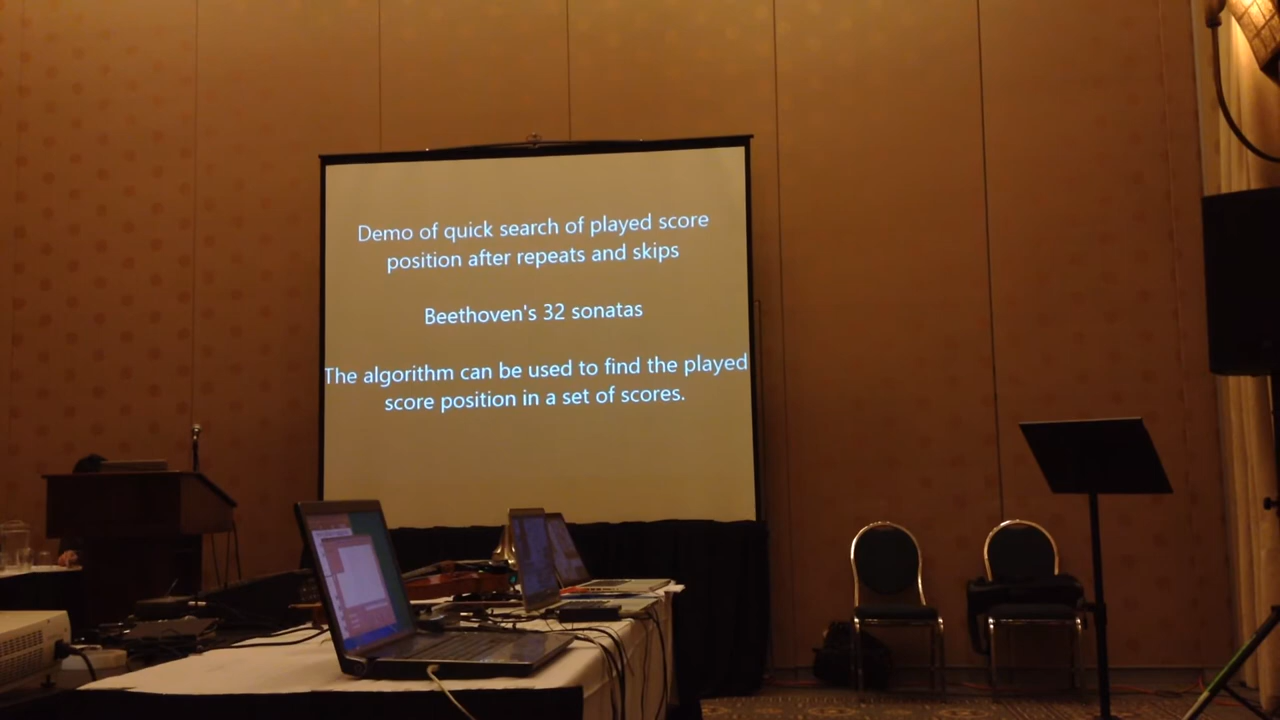 Demo of quick search of played score
position after repeats and skips
Beethoven's 32 sonatas
The algorithm can be used to find the played
score position in a set of scores.